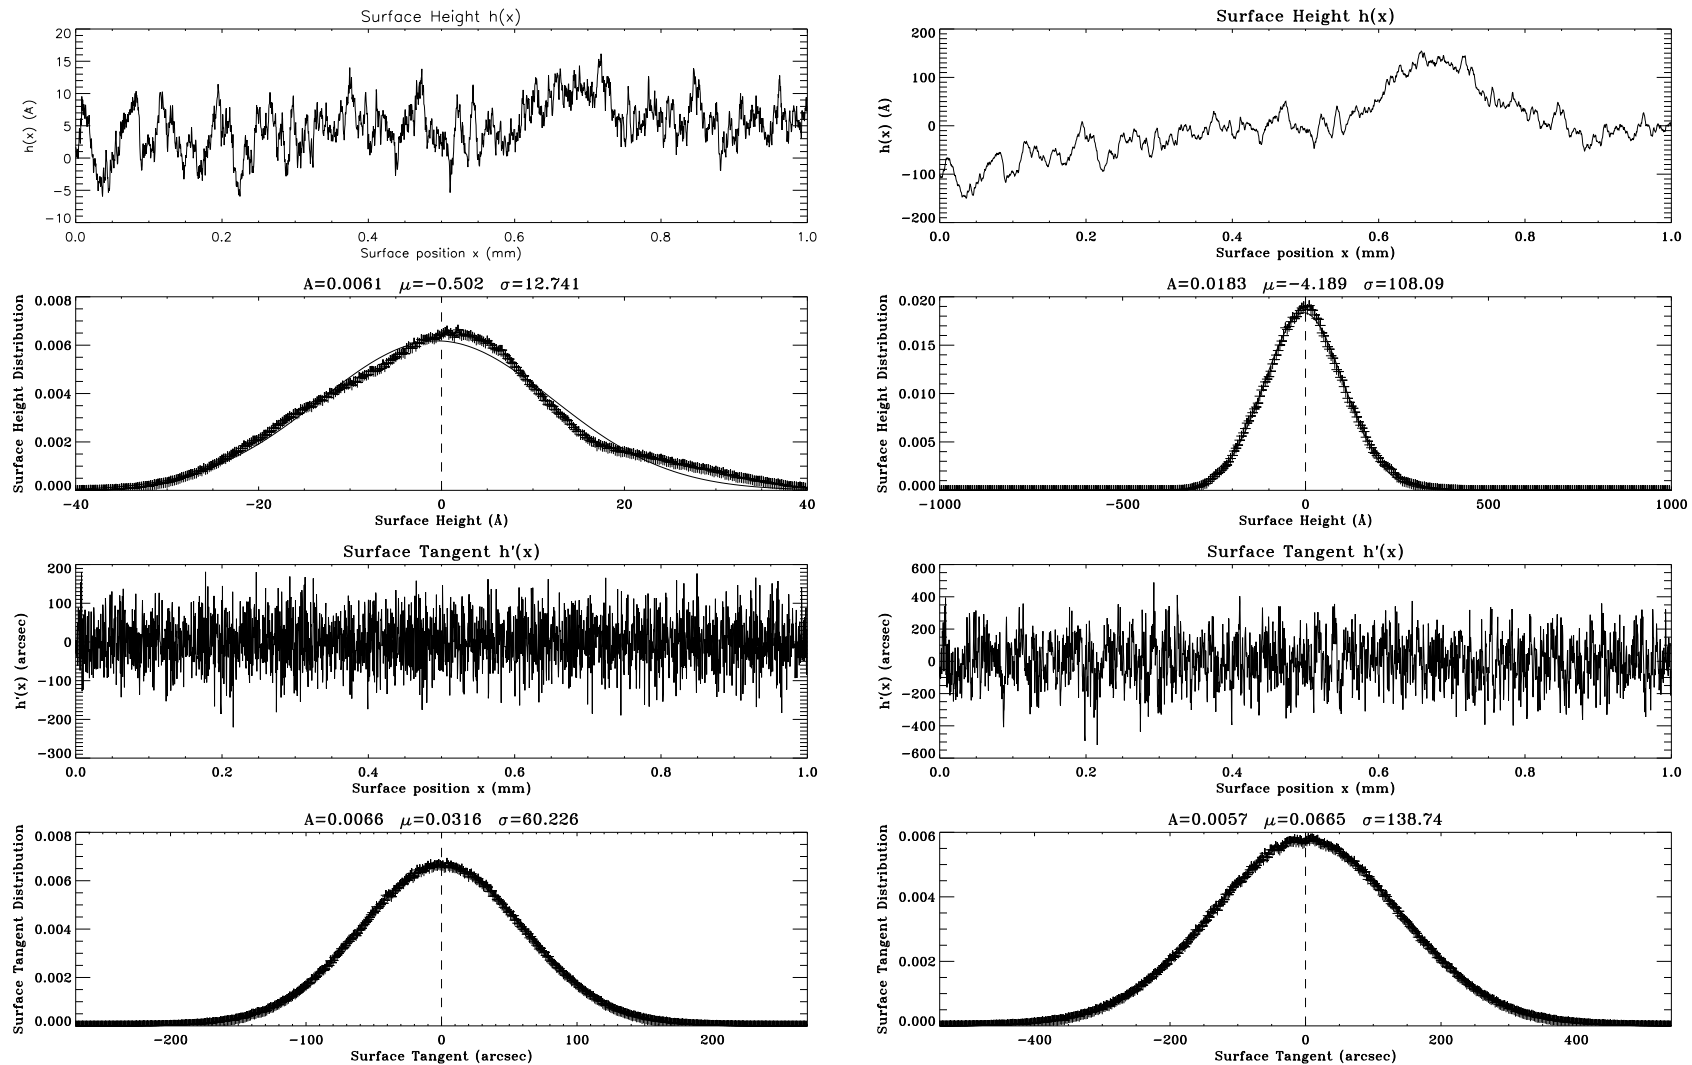 Surface Height h(x)
20
15
10
5
0
−5
−10
h(x) (Å)
0.0 0.2 0.4 0.6 0.8 1.0
Surface position x (mm)
Surface Height h(x)
200
100
0
−100
−200
h(x) (Å)
0.0 0.2 0.4 0.6 0.8 1.0
Surface position x (mm)
A=0.0061 μ=−0.502 σ=12.741
0.008
0.006
0.004
0.002
0.000
Surface Height Distribution
−40 −20 0 20 40
Surface Height (Å)
A=0.0183 μ=−4.189 σ=108.09
0.020
0.015
0.010
0.005
0.000
Surface Height Distribution
−1000 −500 0 500 1000
Surface Height (Å)
Surface Tangent h'(x)
200
100
0
−100
−200
−300
h'(x) (arcsec)
0.0 0.2 0.4 0.6 0.8 1.0
Surface position x (mm)
Surface Tangent h'(x)
600
400
200
0
−200
−400
−600
h'(x) (arcsec)
0.0 0.2 0.4 0.6 0.8 1.0
Surface position x (mm)
A=0.0066 μ=0.0316 σ=60.226
0.008
0.006
0.004
0.002
0.000
Surface Tangent Distribution
−200 −100 0 100 200
Surface Tangent (arcsec)
A=0.0057 μ=0.0665 σ=138.74
0.006
0.004
0.002
0.000
Surface Tangent Distribution
−400 −200 0 200 400
Surface Tangent (arcsec)